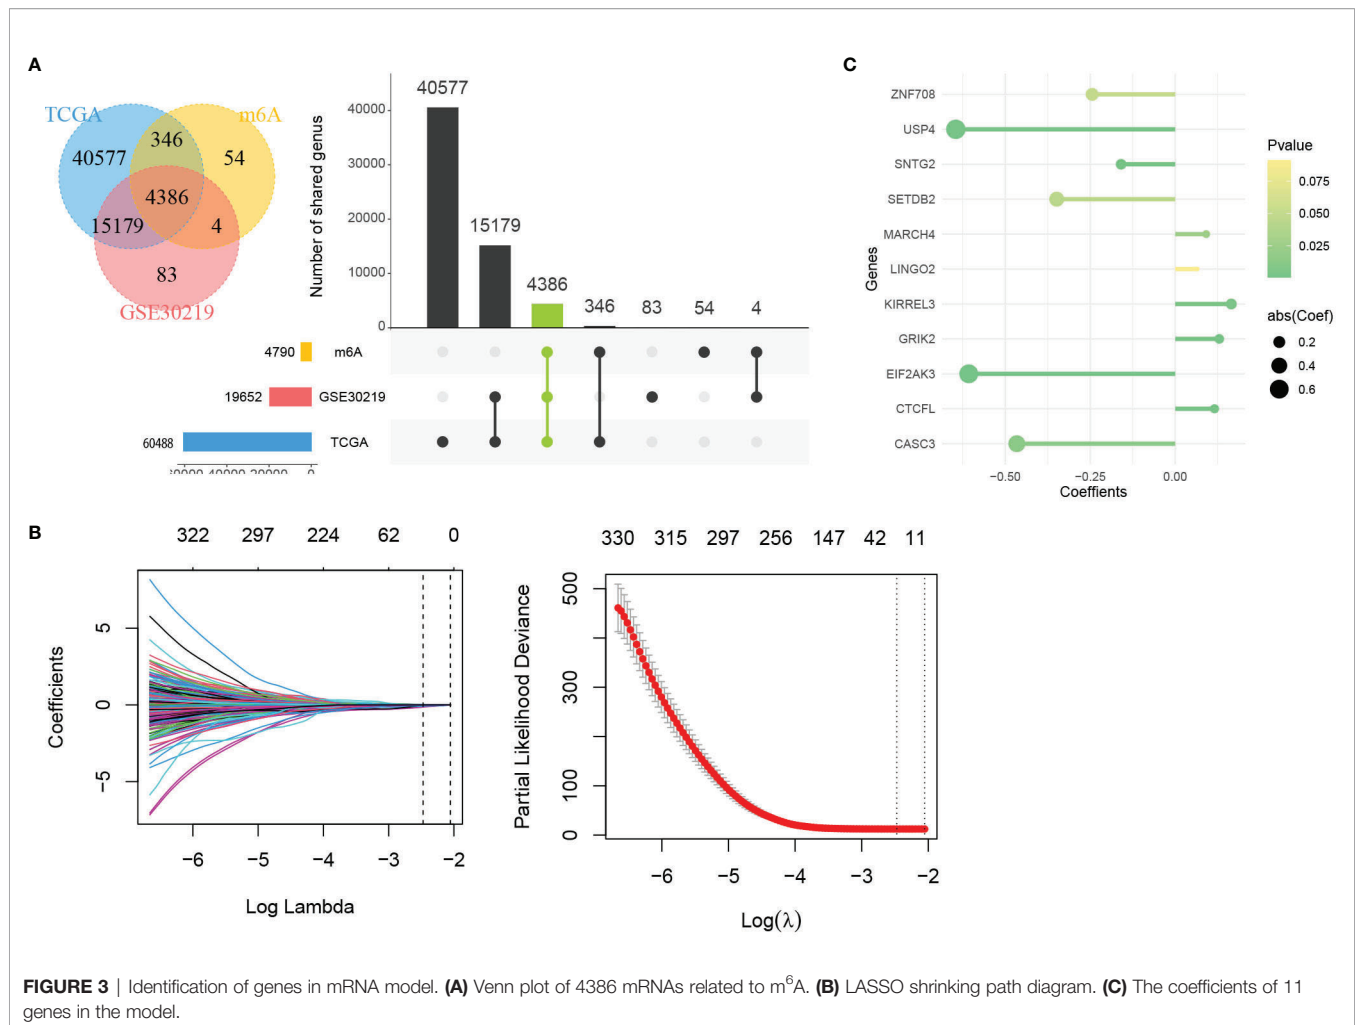 A
TCGA
m6A
346
40577
54
4386
15179
4
83
GSE30219
Number of shared genus
40000
30000
20000
10000
0
40577
15179
4386
346
83
54
4
4790
m6A
19652
GSE30219
60488
TCGA
0
C
ZNF708
USP4
SNTG2
SETDB2
MARCH4
LINGO2
KIRREL3
GRIK2
EIF2AK3
CTCFL
CASC3
Genes
−0.50
−0.25
0.00
Coeffients
Pvalue
0.075
0.050
0.025
abs(Coef)
0.2
0.4
0.6
B
322 297 224 62 0
Coefficients
5
0
−5
−6 −5 −4 −3 −2
Log Lambda
330 315 297 256 147 42 11
Partial Likelihood Deviance
500
300
100
0
−6 −5 −4 −3 −2
Log(λ)
FIGURE 3 | Identification of genes in mRNA model. (A) Venn plot of 4386 mRNAs related to m⁶A. (B) LASSO shrinking path diagram. (C) The coefficients of 11
genes in the model.